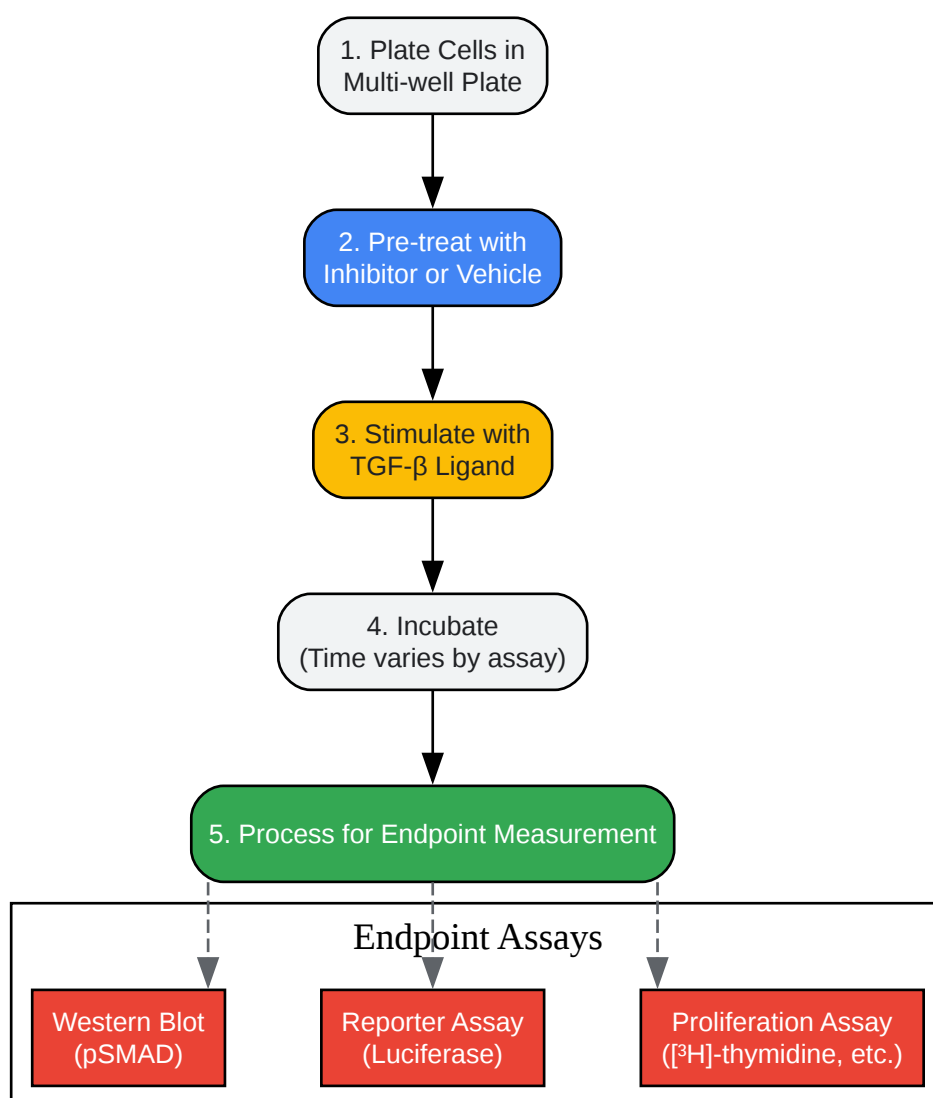 1. Plate Cells in
Multi-well Plate
2. Pre-treat with
Inhibitor or Vehicle
3. Stimulate with
TGF-β Ligand
4. Incubate
(Time varies by assay)
5. Process for Endpoint Measurement
Endpoint Assays
Western Blot
(pSMAD)
Reporter Assay
(Luciferase)
Proliferation Assay
([³H]-thymidine, etc.)